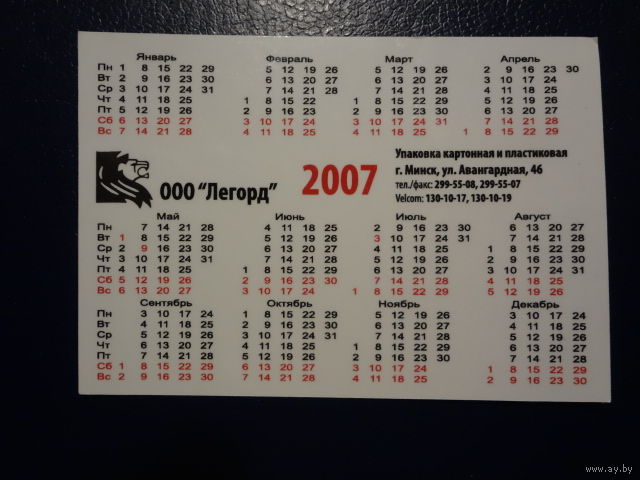 Январь Февраль Март Апрель
Пн 1 8 15 22 29 5 12 19 26 5 12 19 26 2 9 16 23 30
Вт 2 9 16 23 30 6 13 20 27 6 13 20 27 3 10 17 24
Ср 3 10 17 24 31 7 14 21 28 7 14 21 28 4 11 18 25
Чт 4 11 18 25 1 8 15 22 1 8 15 22 29 5 12 19 26
Пт 5 12 19 26 2 9 16 23 2 9 16 23 30 6 13 20 27
Сб 6 13 20 27 3 10 17 24 3 10 17 24 31 7 14 21 28
Вс 7 14 21 28 4 11 18 25 4 11 18 25 1 8 15 22 29
ООО "Легорд"
2007
Упаковка картонная и пластиковая
г. Минск, ул. Авангардная, 46
тел./факс: 299-55-08, 299-55-07
Velcom: 130-10-17, 130-10-19
Май Июнь Июль Август
Пн 7 14 21 28 4 11 18 25 2 9 16 23 30 6 13 20 27
Вт 1 8 15 22 29 5 12 19 26 3 10 17 24 31 7 14 21 28
Ср 2 9 16 23 30 6 13 20 27 4 11 18 25 1 8 15 22 29
Чт 3 10 17 24 31 7 14 21 28 5 12 19 26 2 9 16 23 30
Пт 4 11 18 25 1 8 15 22 29 6 13 20 27 3 10 17 24 31
Сб 5 12 19 26 2 9 16 23 30 7 14 21 28 4 11 18 25
Вс 6 13 20 27 3 10 17 24 1 8 15 22 29 5 12 19 26
Сентябрь Октябрь Ноябрь Декабрь
Пн 3 10 17 24 1 8 15 22 29 5 12 19 26 3 10 17 24
Вт 4 11 18 25 2 9 16 23 30 6 13 20 27 4 11 18 25
Ср 5 12 19 26 3 10 17 24 31 7 14 21 28 5 12 19 26
Чт 6 13 20 27 4 11 18 25 1 8 15 22 29 6 13 20 27
Пт 7 14 21 28 5 12 19 26 2 9 16 23 30 7 14 21 28
Сб 1 8 15 22 29 6 13 20 27 3 10 17 24 1 8 15 22 29
Вс 2 9 16 23 30 7 14 21 28 4 11 18 25 2 9 16 23 30
www.ay.by